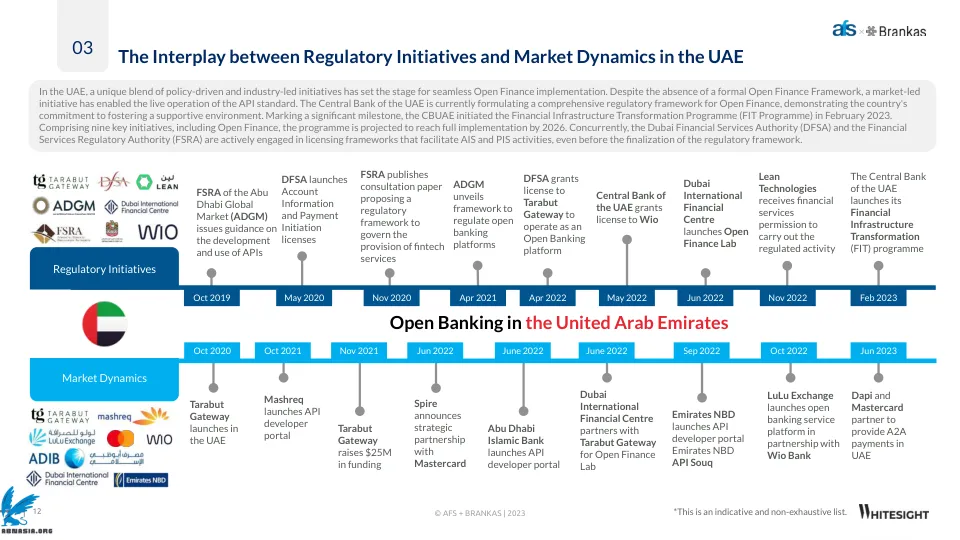 03
The Interplay between Regulatory Initiatives and Market Dynamics in the UAE
afs × Brankas
In the UAE, a unique blend of policy-driven and industry-led initiatives has set the stage for seamless Open Finance implementation. Despite the absence of a formal Open Finance Framework, a market-led
initiative has enabled the live operation of the API standard. The Central Bank of the UAE is currently formulating a comprehensive regulatory framework for Open Finance, demonstrating the country's
commitment to fostering a supportive environment. Marking a significant milestone, the CBUAE initiated the Financial Infrastructure Transformation Programme (FIT Programme) in February 2023.
Comprising nine key initiatives, including Open Finance, the programme is projected to reach full implementation by 2026. Concurrently, the Dubai Financial Services Authority (DFSA) and the Financial
Services Regulatory Authority (FSRA) are actively engaged in licensing frameworks that facilitate AIS and PIS activities, even before the finalization of the regulatory framework.
tg TARABUT
GATEWAY
DFSA
لين
LEAN
ADGM
Dubai International
Financial Centre
FSRA
WIO
Regulatory Initiatives
FSRA of the Abu
Dhabi Global
Market (ADGM)
issues guidance on
the development
and use of APIs
Oct 2019
DFSA launches
Account
Information
and Payment
Initiation
licenses
May 2020
FSRA publishes
consultation paper
proposing a
regulatory
framework to
govern the
provision of fintech
services
Nov 2020
ADGM
unveils
framework to
regulate open
banking
platforms
Apr 2021
DFSA grants
license to
Tarabut
Gateway to
operate as an
Open Banking
platform
Apr 2022
Central Bank of
the UAE grants
license to Wio
May 2022
Dubai
International
Financial
Centre
launches Open
Finance Lab
Jun 2022
Lean
Technologies
receives financial
services
permission to
carry out the
regulated activity
Nov 2022
The Central Bank
of the UAE
launches its
Financial
Infrastructure
Transformation
(FIT) programme
Feb 2023
Open Banking in the United Arab Emirates
Market Dynamics
tg TARABUT
GATEWAY
mashreq
لولو للصرافة
LuLu Exchange
WIO
ADIB
مصرف أبوظبي
الإسلامي
Dubai International
Financial Centre
Emirates NBD
Oct 2020
Tarabut
Gateway
launches in
the UAE
Oct 2021
Mashreq
launches API
developer
portal
Nov 2021
Tarabut
Gateway
raises $25M
in funding
Jun 2022
Spire
announces
strategic
partnership
with
Mastercard
June 2022
Abu Dhabi
Islamic Bank
launches API
developer portal
June 2022
Dubai
International
Financial Centre
partners with
Tarabut Gateway
for Open Finance
Lab
Sep 2022
Emirates NBD
launches API
developer portal
Emirates NBD
API Souq
Oct 2022
LuLu Exchange
launches open
banking service
platform in
partnership with
Wio Bank
Jun 2023
Dapi and
Mastercard
partner to
provide A2A
payments in
UAE
12
ABNASIA.ORG
© AFS + BRANKAS | 2023
*This is an indicative and non-exhaustive list.
WHITESIGHT